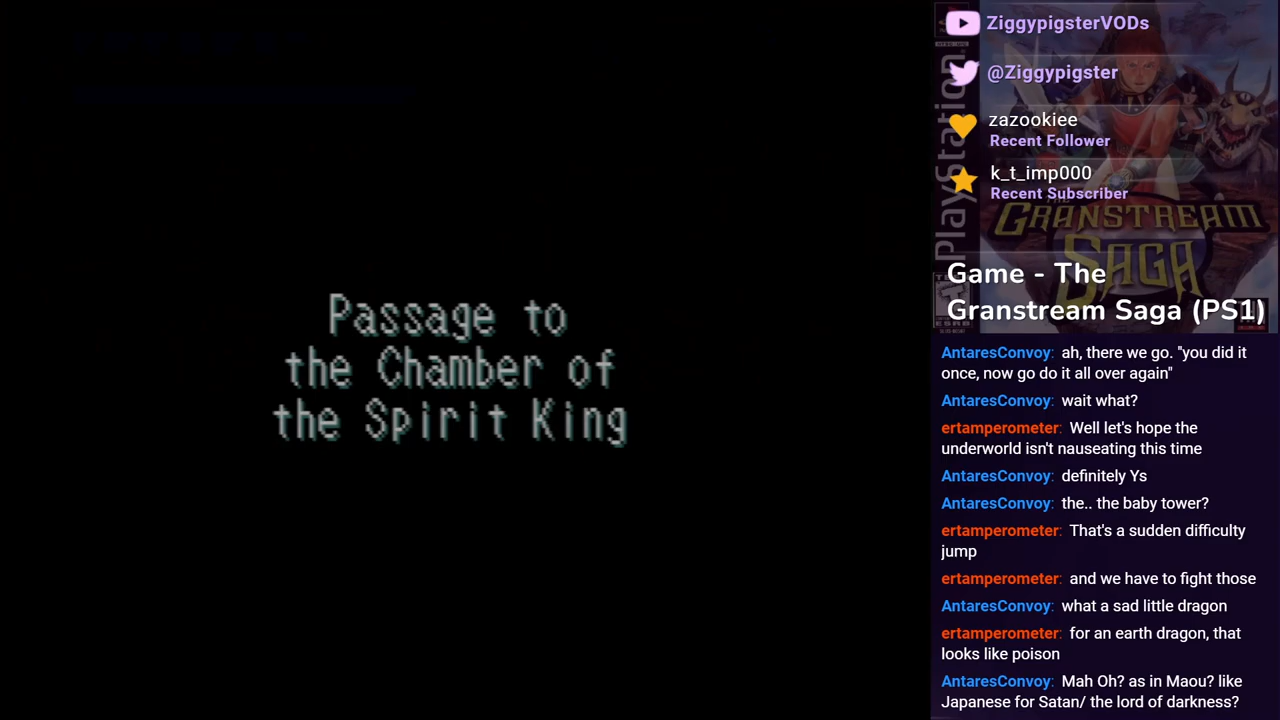 Passage to
the Chamber of
the Spirit King
ZiggypigsterVODs
@Ziggypigster
zazookiee
Recent Follower
k_t_imp000
Recent Subscriber
PlayStation
THE
GRANSTREAM
SAGA
Game - The
Granstream Saga (PS1)
AntaresConvoy: ah, there we go. "you did it
once, now go do it all over again"
AntaresConvoy: wait what?
ertamperometer: Well let's hope the
underworld isn't nauseating this time
AntaresConvoy: definitely Ys
AntaresConvoy: the.. the baby tower?
ertamperometer: That's a sudden difficulty
jump
ertamperometer: and we have to fight those
AntaresConvoy: what a sad little dragon
ertamperometer: for an earth dragon, that
looks like poison
AntaresConvoy: Mah Oh? as in Maou? like
Japanese for Satan/ the lord of darkness?